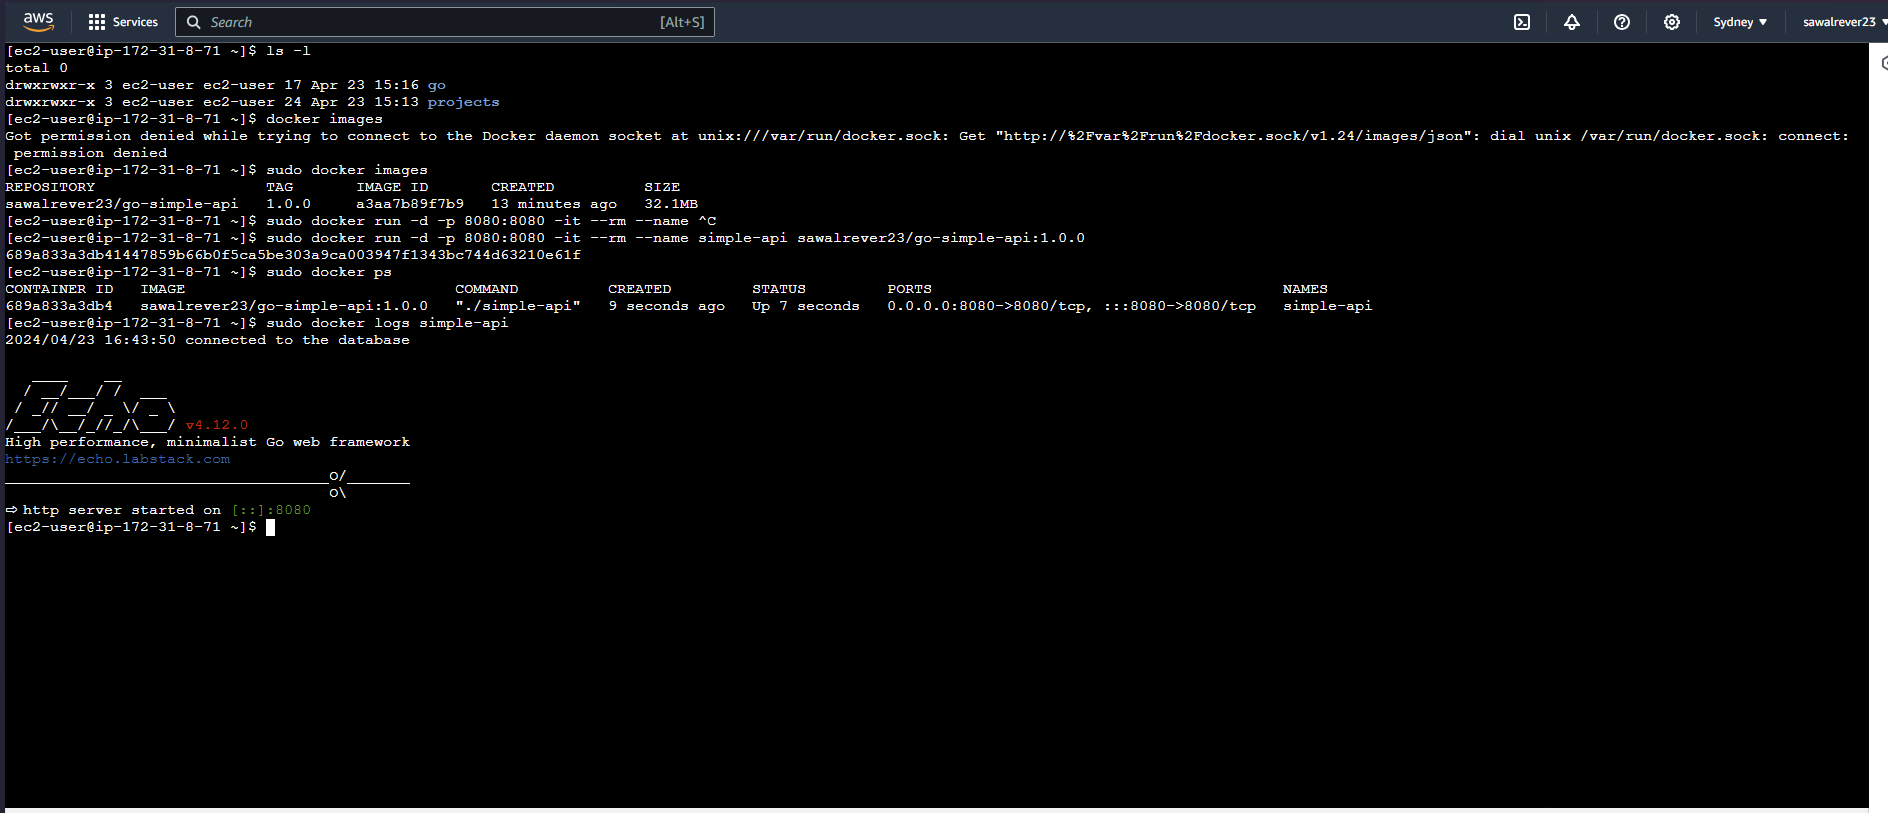 aws Services Search [Alt+S] Sydney sawalrever23
[ec2-user@ip-172-31-8-71 ~]$ ls -l
total 0
drwxrwxr-x 3 ec2-user ec2-user 17 Apr 23 15:16 go
drwxrwxr-x 3 ec2-user ec2-user 24 Apr 23 15:13 projects
[ec2-user@ip-172-31-8-71 ~]$ docker images
Got permission denied while trying to connect to the Docker daemon socket at unix:///var/run/docker.sock: Get "http://%2Fvar%2Frun%2Fdocker.sock/v1.24/images/json": dial unix /var/run/docker.sock: connect:
 permission denied
[ec2-user@ip-172-31-8-71 ~]$ sudo docker images
REPOSITORY                   TAG       IMAGE ID       CREATED          SIZE
sawalrever23/go-simple-api   1.0.0     a3aa7b89f7b9   13 minutes ago   32.1MB
[ec2-user@ip-172-31-8-71 ~]$ sudo docker run -d -p 8080:8080 -it --rm --name ^C
[ec2-user@ip-172-31-8-71 ~]$ sudo docker run -d -p 8080:8080 -it --rm --name simple-api sawalrever23/go-simple-api:1.0.0
689a833a3db41447859b66b0f5ca5be303a9ca003947f1343bc744d63210e61f
[ec2-user@ip-172-31-8-71 ~]$ sudo docker ps
CONTAINER ID   IMAGE                              COMMAND          CREATED         STATUS         PORTS                                       NAMES
689a833a3db4   sawalrever23/go-simple-api:1.0.0   "./simple-api"   9 seconds ago   Up 7 seconds   0.0.0.0:8080->8080/tcp, :::8080->8080/tcp   simple-api
[ec2-user@ip-172-31-8-71 ~]$ sudo docker logs simple-api
2024/04/23 16:43:50 connected to the database
   ____    __
  / __/___/ /  ___
 / _// __/ _ \/ _ \
/___/\__/_//_/\___/ v4.12.0
High performance, minimalist Go web framework
https://echo.labstack.com
____________________________________O/_______
                                    O\
⇨ http server started on [::]:8080
[ec2-user@ip-172-31-8-71 ~]$